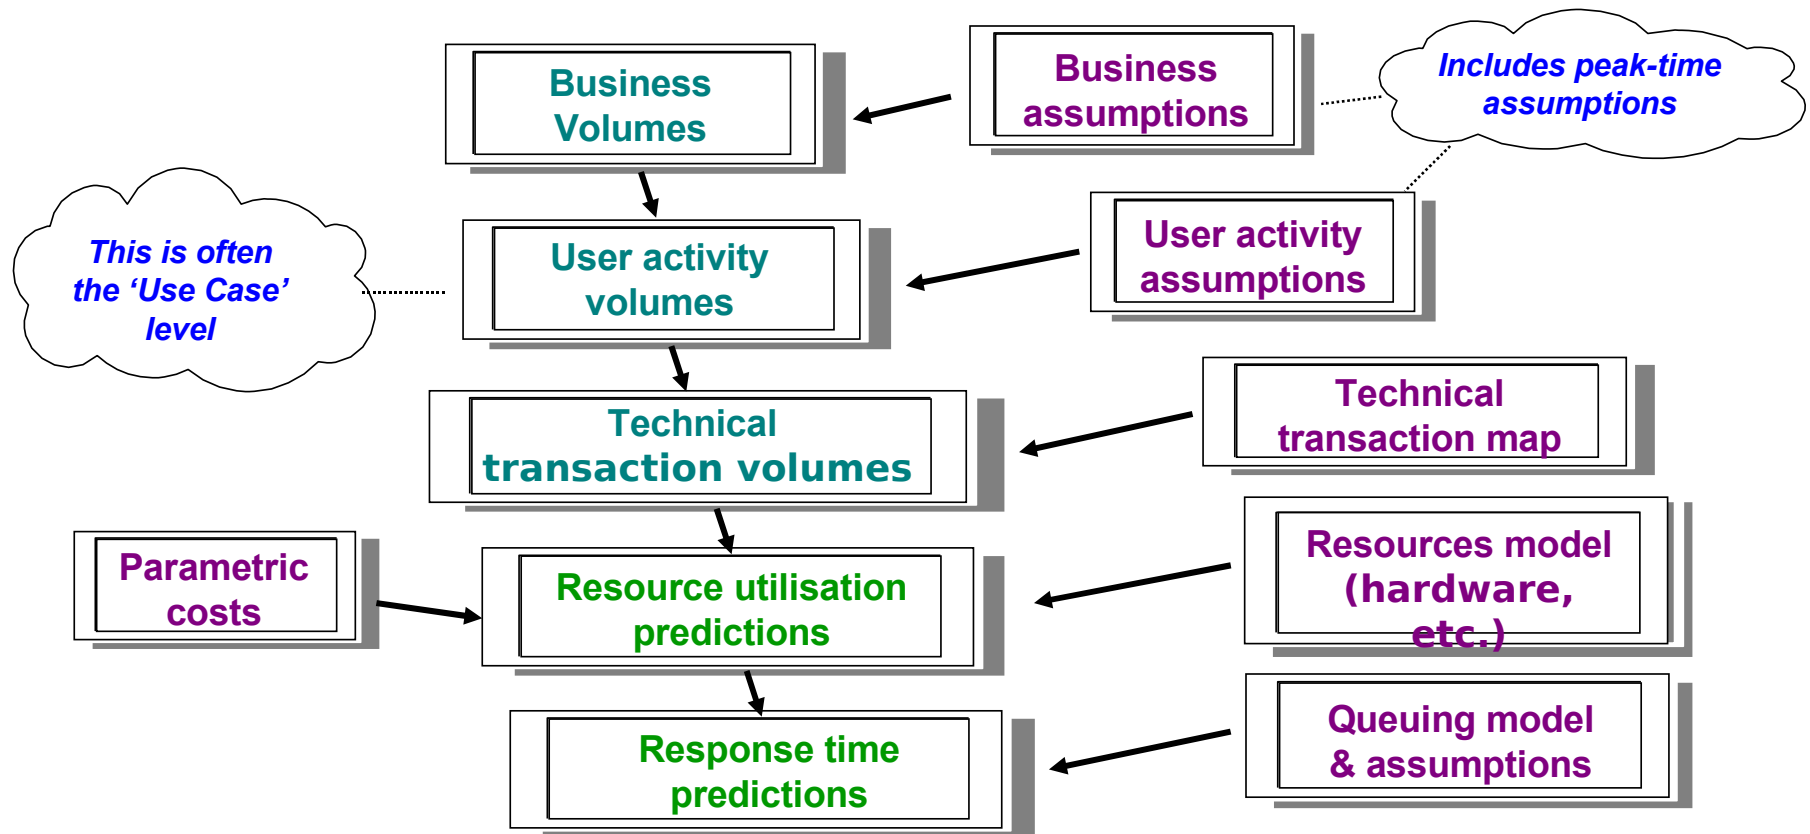 Business
Volumes
Business
assumptions
Includes peak-time
assumptions
This is often
the ‘Use Case’
level
User activity
volumes
User activity
assumptions
Technical
transaction volumes
Technical
transaction map
Parametric
costs
Resource utilisation
predictions
Resources model
(hardware,
etc.)
Response time
predictions
Queuing model
& assumptions